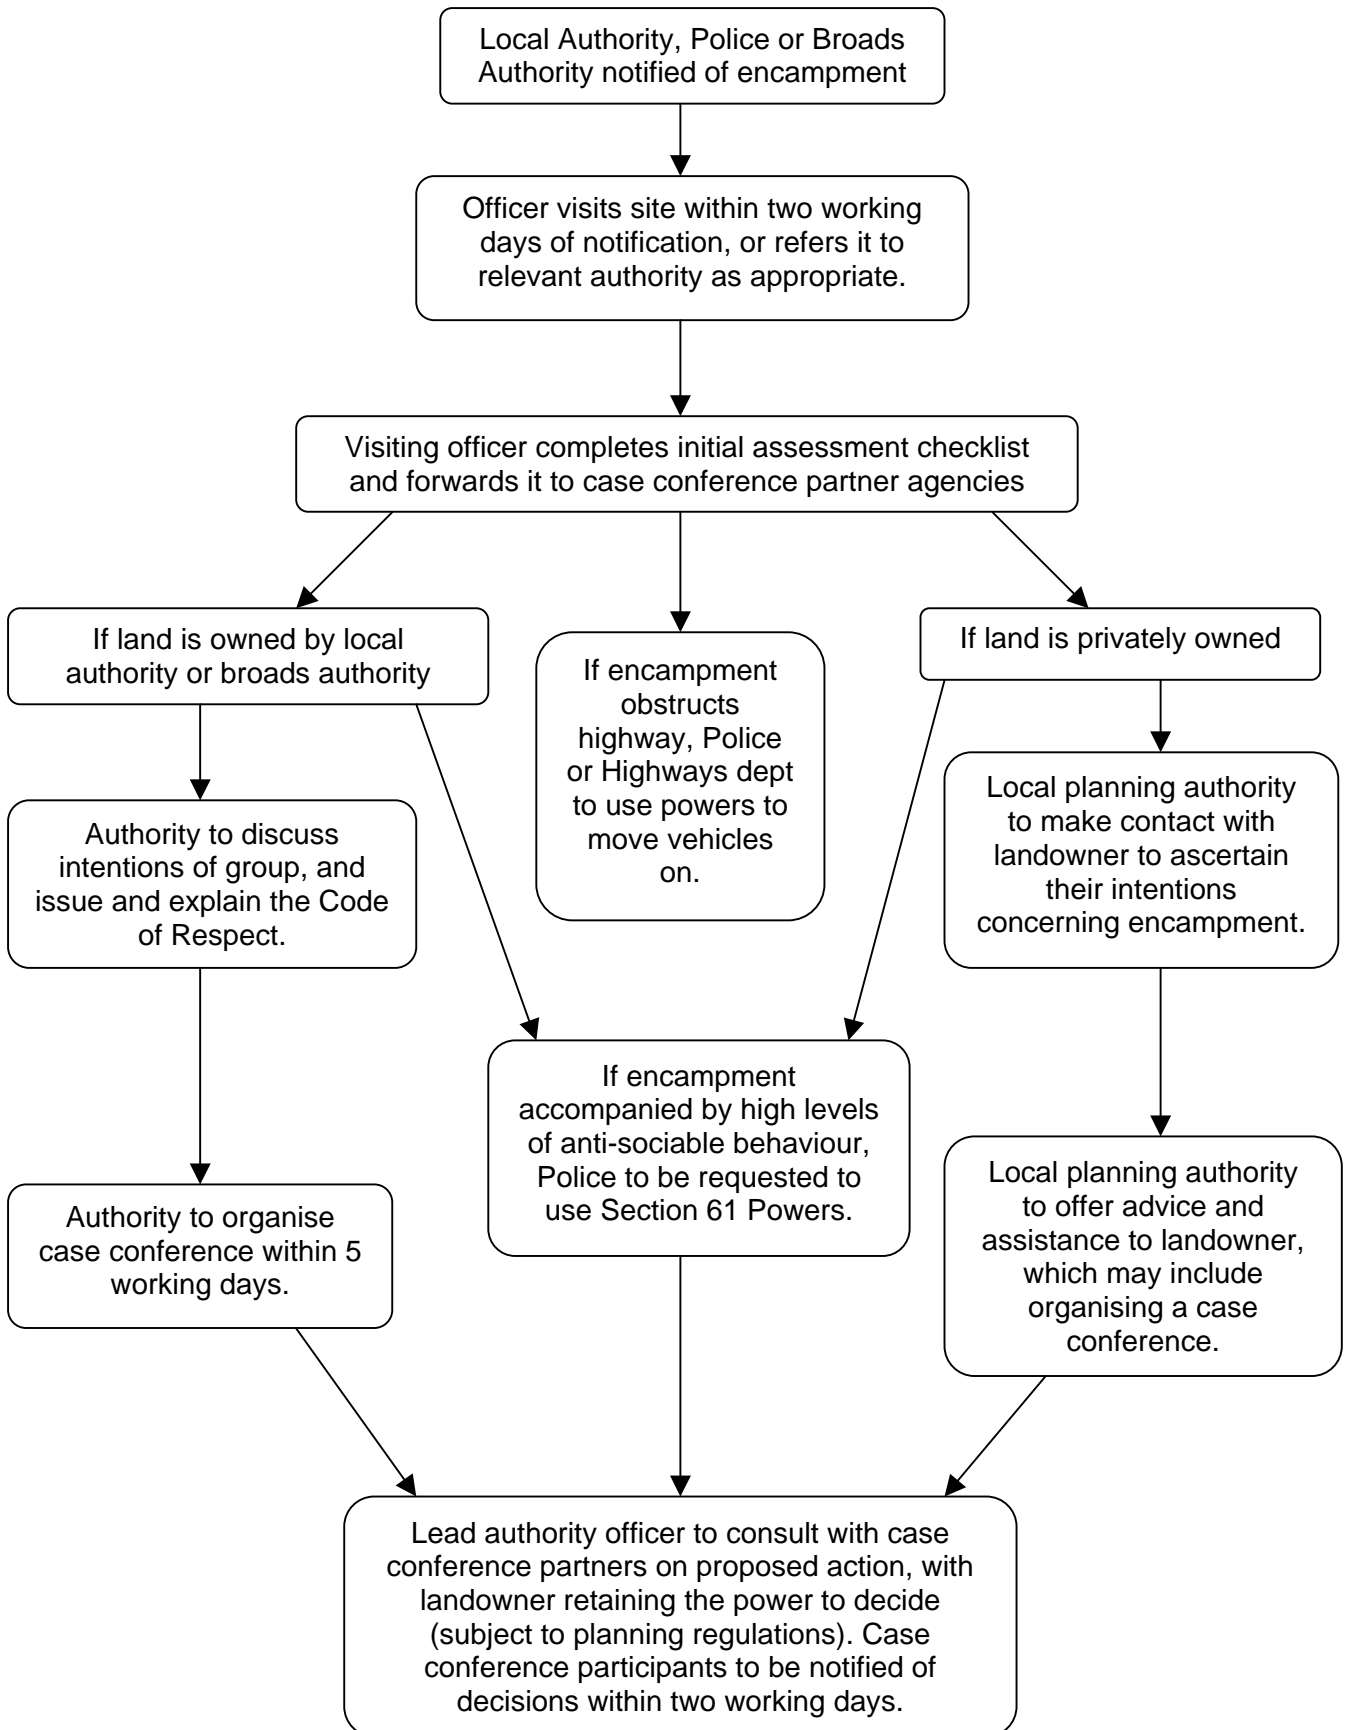 Local Authority, Police or Broads
Authority notified of encampment
Officer visits site within two working
days of notification, or refers it to
relevant authority as appropriate.
Visiting officer completes initial assessment checklist
and forwards it to case conference partner agencies
If land is owned by local
authority or broads authority
If encampment
obstructs
highway, Police
or Highways dept
to use powers to
move vehicles
on.
If land is privately owned
Authority to discuss
intentions of group, and
issue and explain the Code
of Respect.
Local planning authority
to make contact with
landowner to ascertain
their intentions
concerning encampment.
If encampment
accompanied by high levels
of anti-sociable behaviour,
Police to be requested to
use Section 61 Powers.
Authority to organise
case conference within 5
working days.
Local planning authority
to offer advice and
assistance to landowner,
which may include
organising a case
conference.
Lead authority officer to consult with case
conference partners on proposed action, with
landowner retaining the power to decide
(subject to planning regulations). Case
conference participants to be notified of
decisions within two working days.